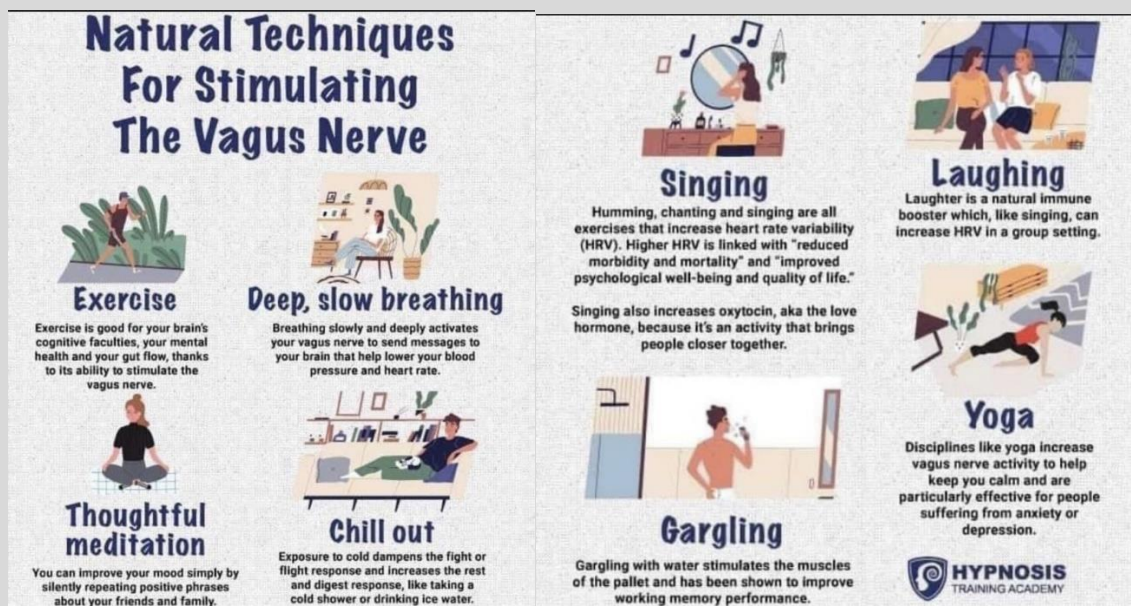 Natural Techniques
For Stimulating
The Vagus Nerve
Exercise
Exercise is good for your brain's
cognitive faculties, your mental
health and your gut flow, thanks
to its ability to stimulate the
vagus nerve.
Deep, slow breathing
Breathing slowly and deeply activates
your vagus nerve to send messages to
your brain that help lower your blood
pressure and heart rate.
Thoughtful
meditation
You can improve your mood simply by
silently repeating positive phrases
about your friends and family.
Chill out
Exposure to cold dampens the fight or
flight response and increases the rest
and digest response, like taking a
cold shower or drinking ice water.
Singing
Humming, chanting and singing are all
exercises that increase heart rate variability
(HRV). Higher HRV is linked with "reduced
morbidity and mortality" and "improved
psychological well-being and quality of life."
Singing also increases oxytocin, aka the love
hormone, because it's an activity that brings
people closer together.
Laughing
Laughter is a natural immune
booster which, like singing, can
increase HRV in a group setting.
Gargling
Gargling with water stimulates the muscles
of the pallet and has been shown to improve
working memory performance.
Yoga
Disciplines like yoga increase
vagus nerve activity to help
keep you calm and are
particularly effective for people
suffering from anxiety or
depression.
HYPNOSIS
TRAINING ACADEMY